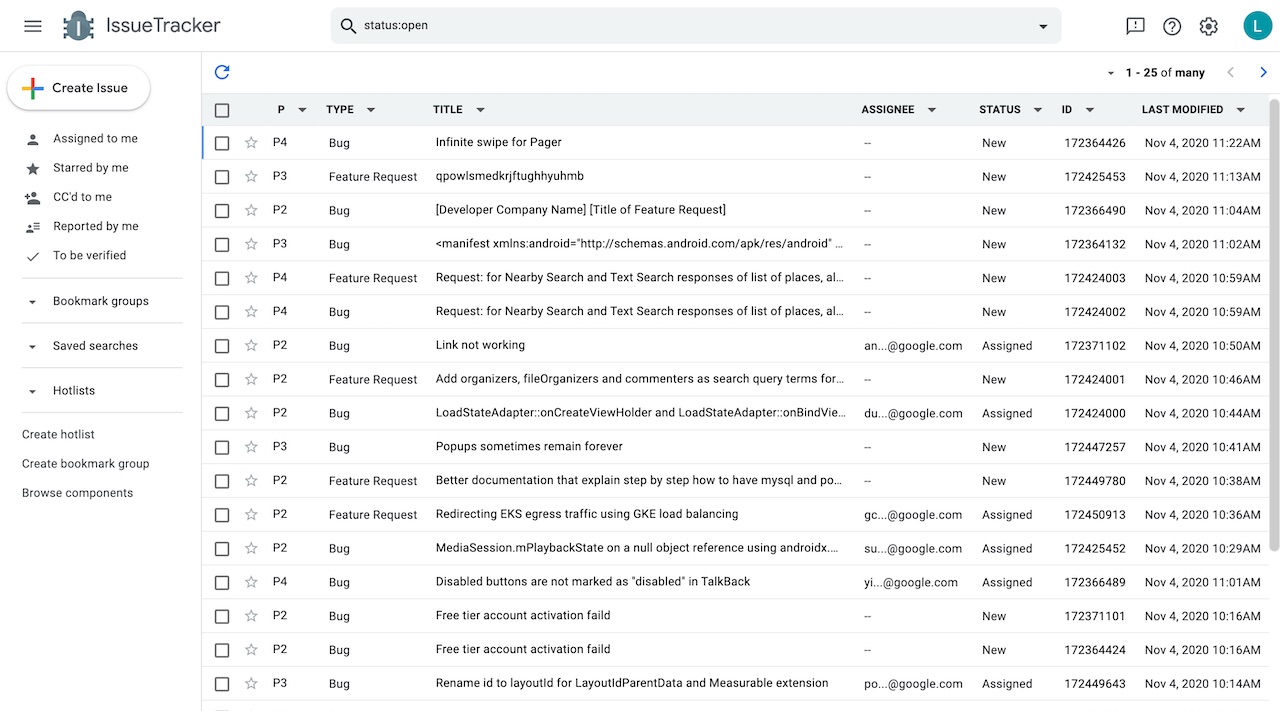 IssueTracker
status:open
L
Create Issue
1 - 25 of many
Assigned to me
Starred by me
CC'd to me
Reported by me
To be verified
Bookmark groups
Saved searches
Hotlists
Create hotlist
Create bookmark group
Browse components
P TYPE TITLE ASSIGNEE STATUS ID LAST MODIFIED
P4 Bug Infinite swipe for Pager -- New 172364426 Nov 4, 2020 11:22AM
P3 Feature Request qpowlsmedkrjftughhyuhmb -- New 172425453 Nov 4, 2020 11:13AM
P2 Bug [Developer Company Name] [Title of Feature Request] -- New 172366490 Nov 4, 2020 11:04AM
P3 Bug <manifest xmlns:android="http://schemas.android.com/apk/res/android" ... -- New 172364132 Nov 4, 2020 11:02AM
P4 Feature Request Request: for Nearby Search and Text Search responses of list of places, al... -- New 172424003 Nov 4, 2020 10:59AM
P4 Bug Request: for Nearby Search and Text Search responses of list of places, al... -- New 172424002 Nov 4, 2020 10:59AM
P2 Bug Link not working an...@google.com Assigned 172371102 Nov 4, 2020 10:50AM
P2 Feature Request Add organizers, fileOrganizers and commenters as search query terms for... -- New 172424001 Nov 4, 2020 10:46AM
P2 Bug LoadStateAdapter::onCreateViewHolder and LoadStateAdapter::onBindVie... du...@google.com Assigned 172424000 Nov 4, 2020 10:44AM
P3 Bug Popups sometimes remain forever -- New 172447257 Nov 4, 2020 10:41AM
P2 Feature Request Better documentation that explain step by step how to have mysql and po... -- New 172449780 Nov 4, 2020 10:38AM
P2 Feature Request Redirecting EKS egress traffic using GKE load balancing gc...@google.com Assigned 172450913 Nov 4, 2020 10:36AM
P2 Bug MediaSession.mPlaybackState on a null object reference using androidx.... su...@google.com Assigned 172425452 Nov 4, 2020 10:29AM
P4 Bug Disabled buttons are not marked as "disabled" in TalkBack yi...@google.com Assigned 172366489 Nov 4, 2020 11:01AM
P2 Bug Free tier account activation faild -- New 172371101 Nov 4, 2020 10:16AM
P2 Bug Free tier account activation faild -- New 172364424 Nov 4, 2020 10:16AM
P3 Bug Rename id to layoutId for LayoutIdParentData and Measurable extension po...@google.com Assigned 172449643 Nov 4, 2020 10:14AM